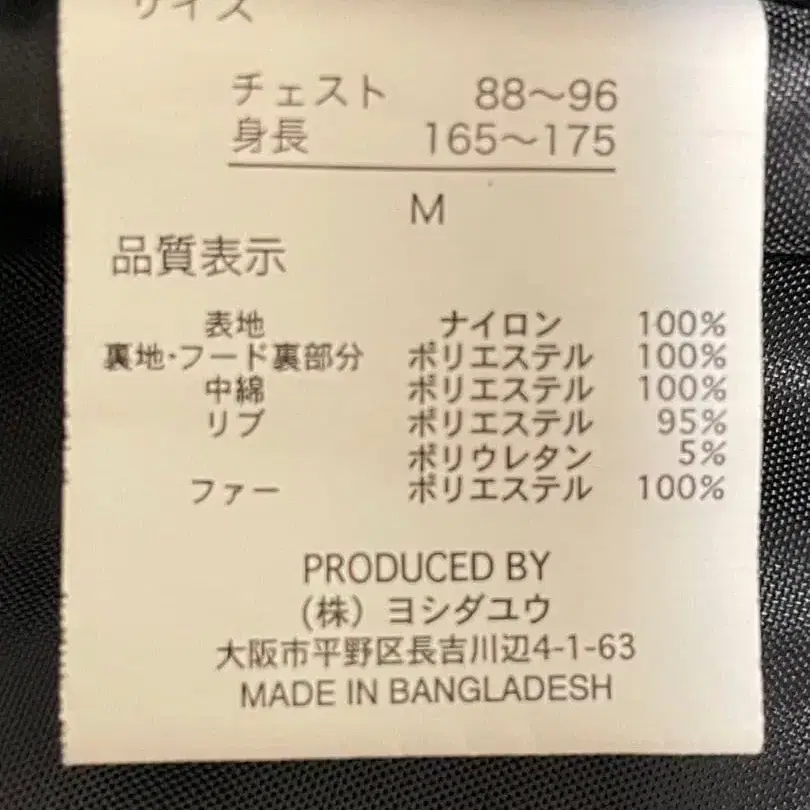 サイズ
チェスト 88～96
身長 165～175
M
品質表示
表地 ナイロン 100%
裏地・フード裏部分 ポリエステル 100%
中綿 ポリエステル 100%
リブ ポリエステル 95%
ポリウレタン 5%
ファー ポリエステル 100%
PRODUCED BY
(株) ヨシダユウ
大阪市平野区長吉川辺4-1-63
MADE IN BANGLADESH